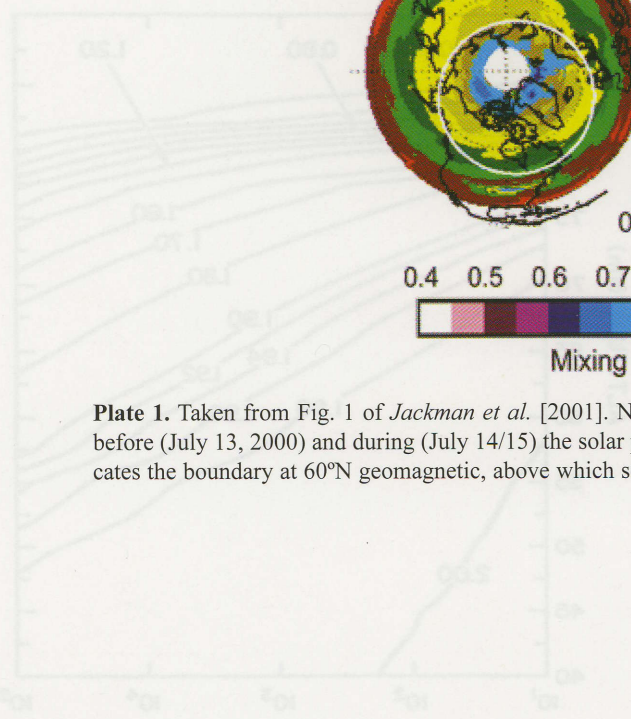 0
0.4 0.5 0.6 0.7
Mixing
Plate 1. Taken from Fig. 1 of Jackman et al. [2001]. N
before (July 13, 2000) and during (July 14/15) the solar
cates the boundary at 60ºN geomagnetic, above which s